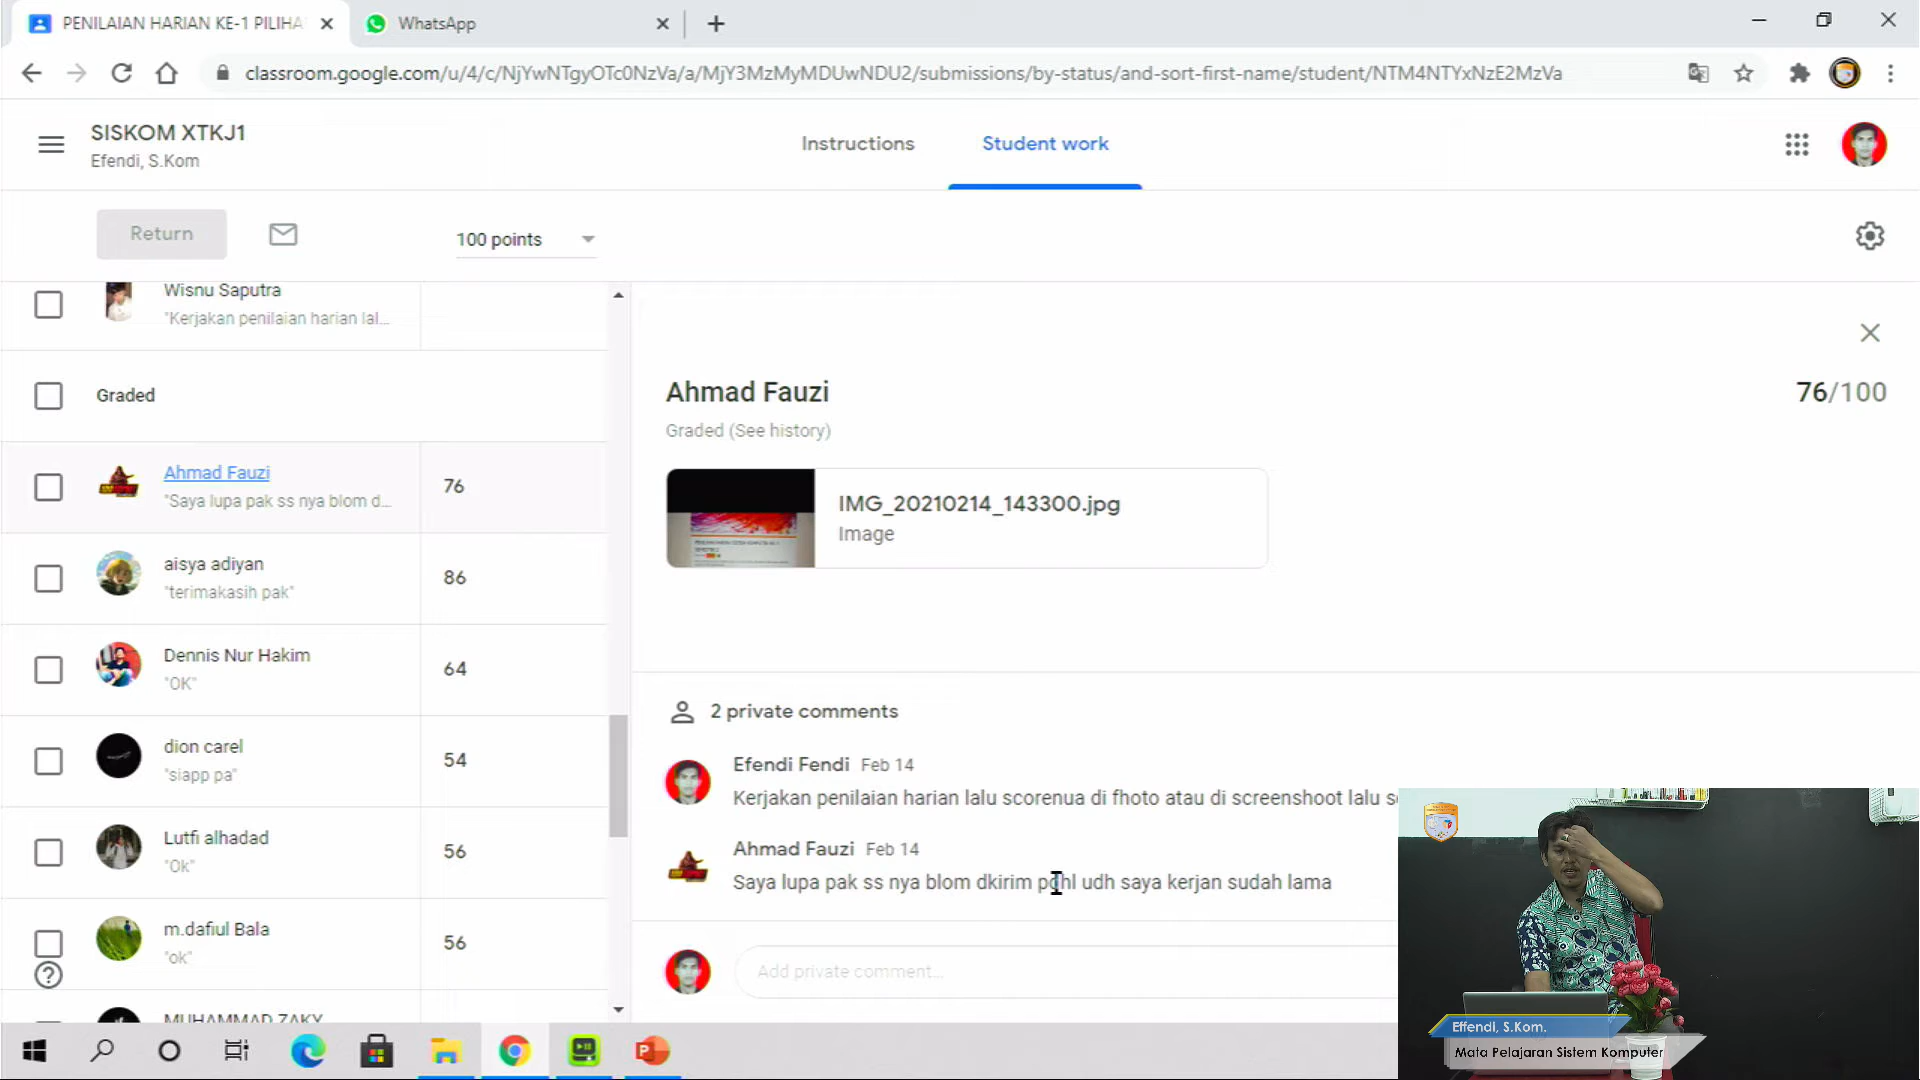 PENILAIAN HARIAN KE-1 PILIHA
WhatsApp
classroom.google.com/u/4/c/NjYwNTgyOTc0NzVa/a/MjY3MzMyMDUwNDU2/submissions/by-status/and-sort-first-name/student/NTM4NTYxNzE2MzVa
SISKOM XTKJ1
Efendi, S.Kom
Instructions
Student work
Return
100 points
Wisnu Saputra
"Kerjakan penilaian harian lal...
Graded
Ahmad Fauzi
"Saya lupa pak ss nya blom d...
76
aisya adiyan
"terimakasih pak"
86
Dennis Nur Hakim
"OK"
64
dion carel
"siapp pa"
54
Lutfi alhadad
"Ok"
56
m.dafiul Bala
"ok"
56
MUHAMMAD ZAKY
Ahmad Fauzi
76/100
Graded (See history)
IMG_20210214_143300.jpg
Image
2 private comments
Efendi Fendi Feb 14
Kerjakan penilaian harian lalu scorenua di fhoto atau di screenshoot lalu s
Ahmad Fauzi Feb 14
Saya lupa pak ss nya blom dkirim pdhl udh saya kerjan sudah lama
Add private comment...
Effendi, S.Kom.
Mata Pelajaran Sistem Komputer